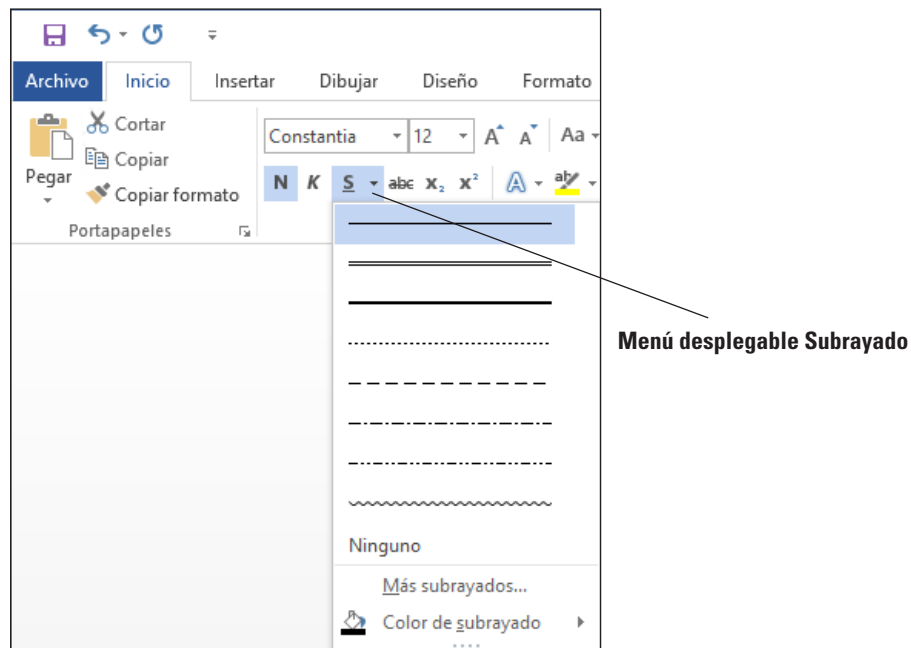 Archivo Inicio Insertar Dibujar Diseño Formato
Cortar
Copiar
Copiar formato
Pegar
Portapapeles
Constantia 12 A A Aa
N K S abc x₂ x² A ab
Menú desplegable Subrayado
Ninguno
Más subrayados...
Color de subrayado